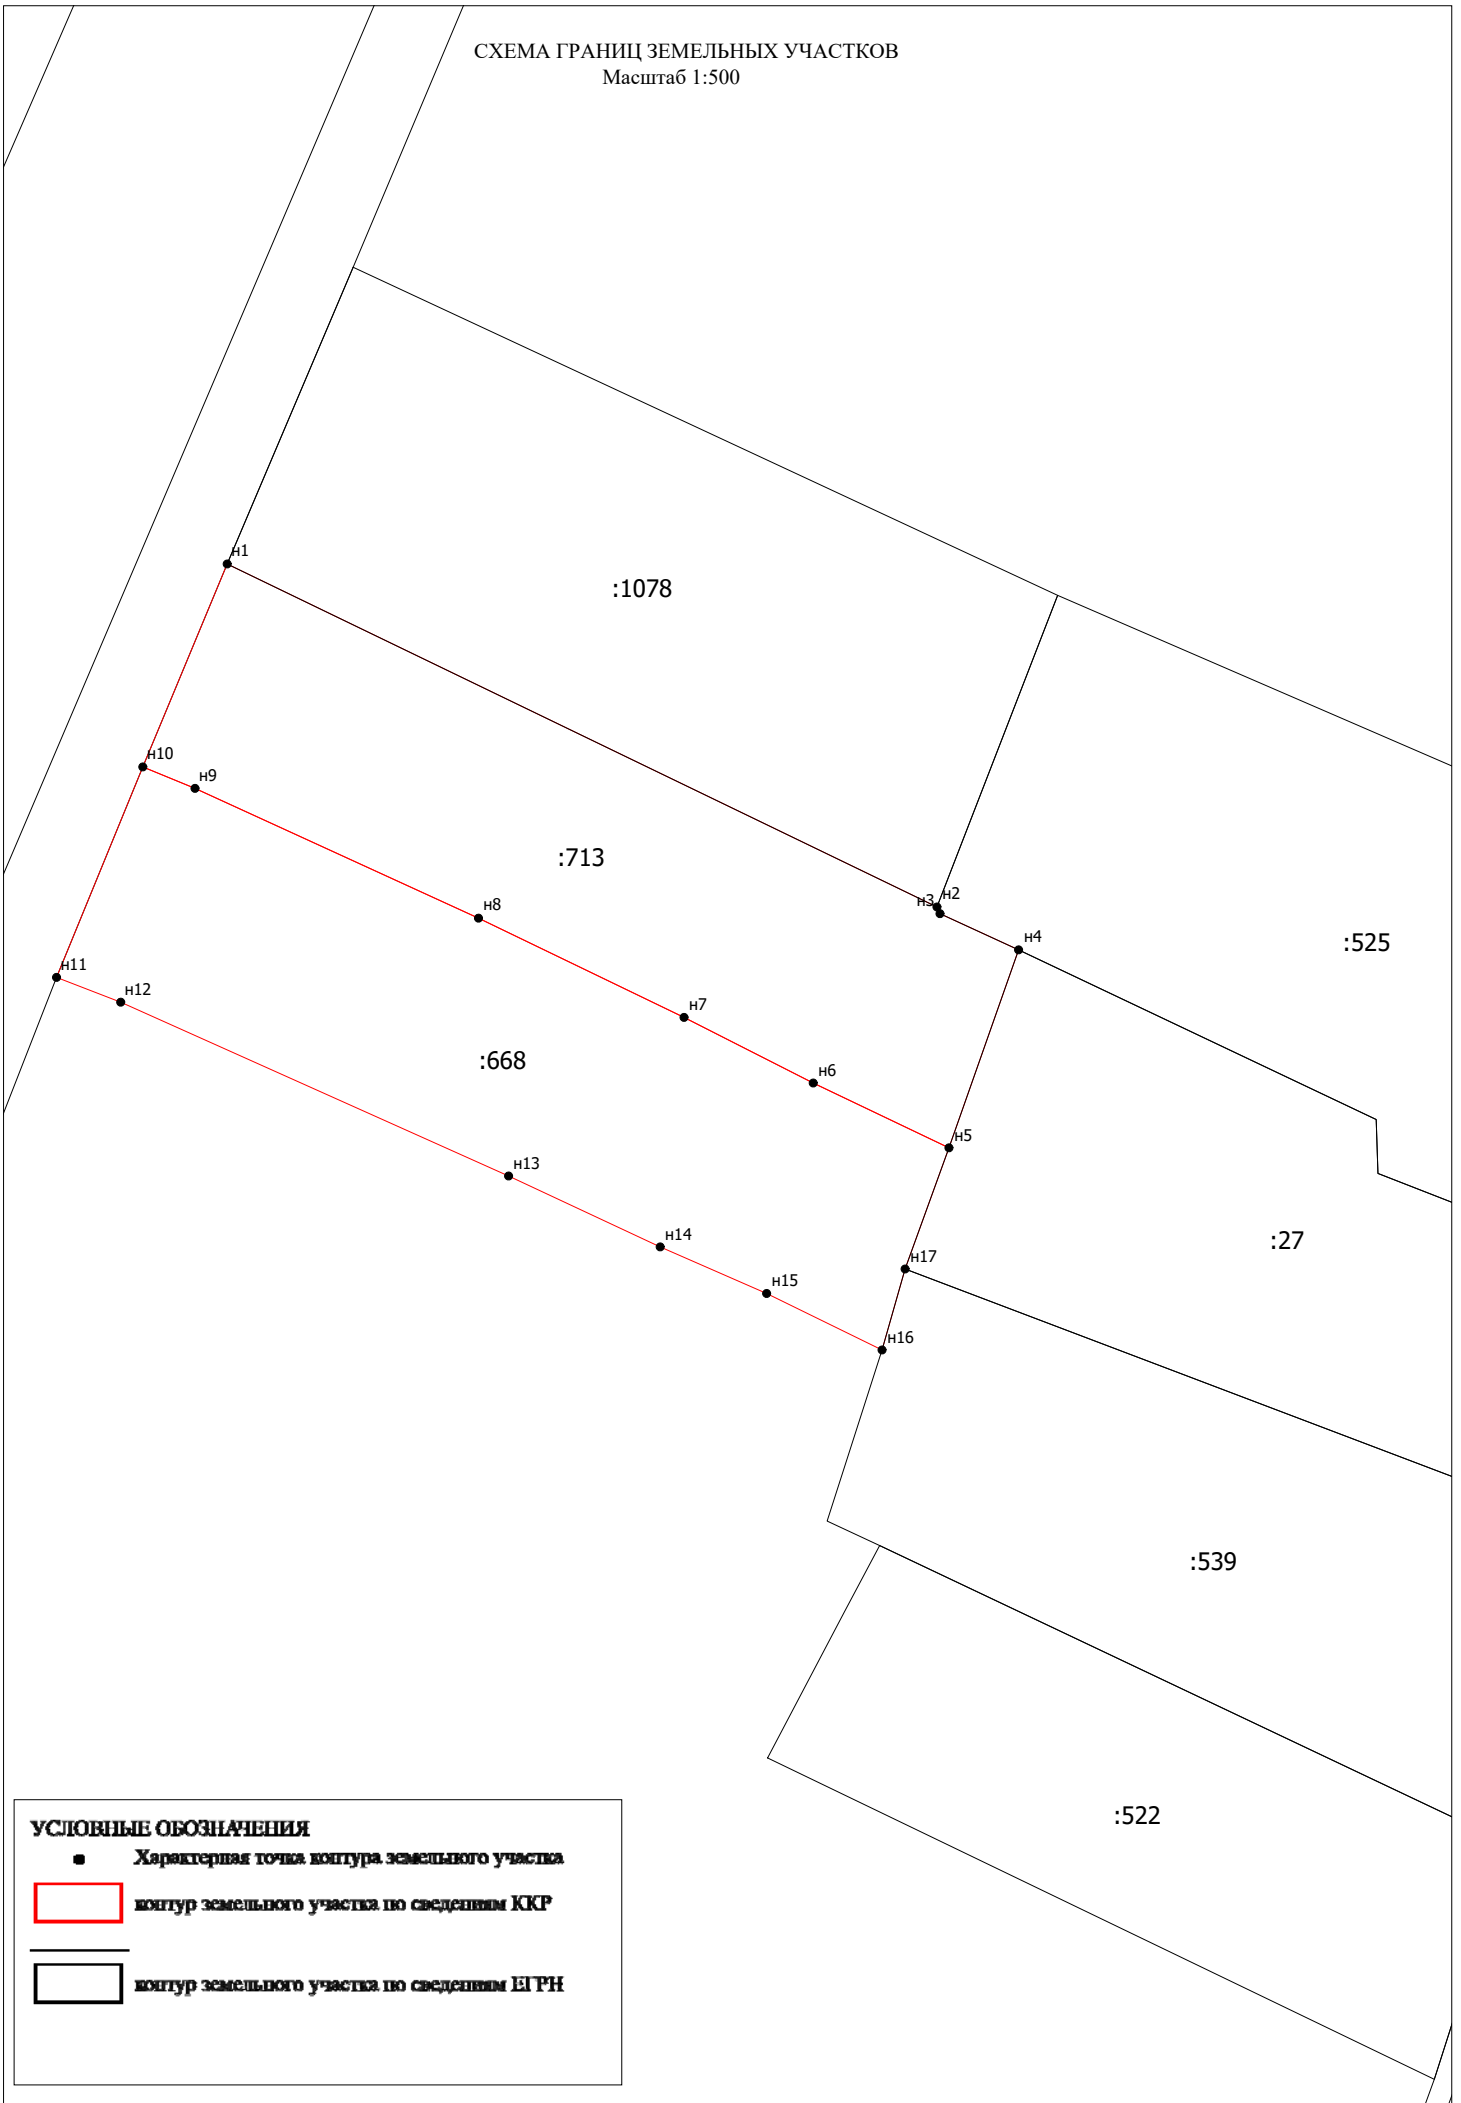 СХЕМА ГРАНИЦ ЗЕМЕЛЬНЫХ УЧАСТКОВ
Масштаб 1:500
н1
:1078
н10
н9
:713
н8
н3
н2
н4
:525
н11
н12
н7
:668
н6
н5
н13
н14
:27
н17
н15
н16
:539
:522
УСЛОВНЫЕ ОБОЗНАЧЕНИЯ
Характерная точка контура земельного участка
контур земельного участка по сведениям ККР
контур земельного участка по сведениям ЕГРН